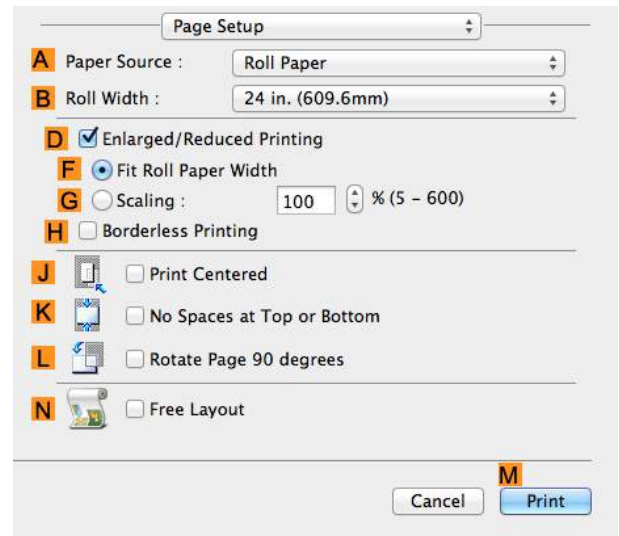 Page Setup
A Paper Source : Roll Paper
B Roll Width : 24 in. (609.6mm)
D Enlarged/Reduced Printing
F Fit Roll Paper Width
G Scaling : 100 % (5 - 600)
H Borderless Printing
J Print Centered
K No Spaces at Top or Bottom
L Rotate Page 90 degrees
N Free Layout
M
Cancel Print